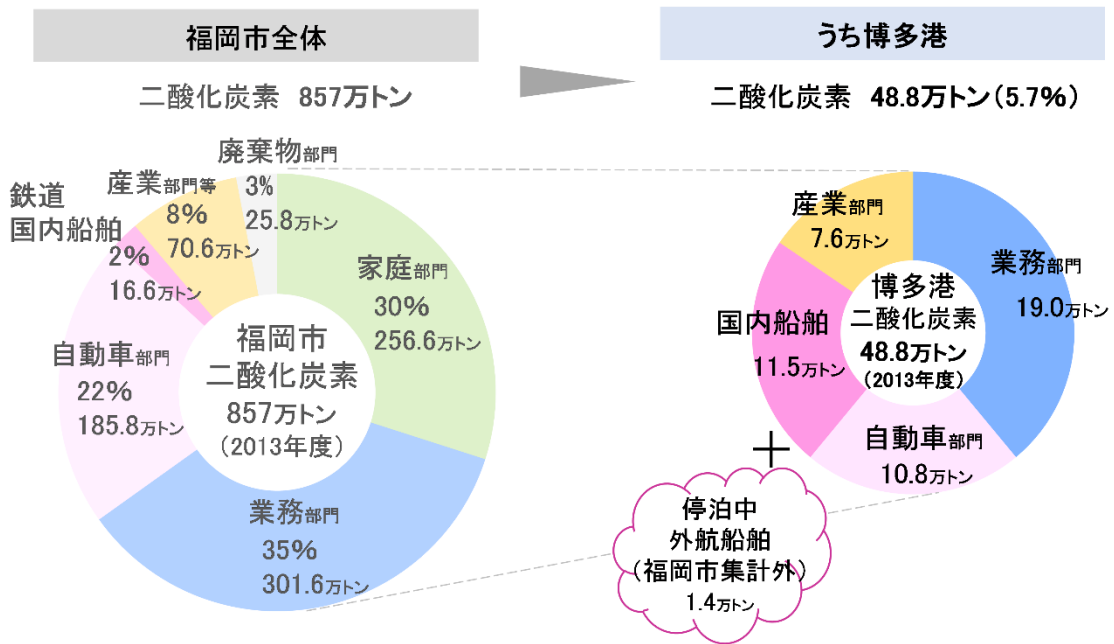 福岡市全体
二酸化炭素 857万トン
廃棄物部門
3%
25.8万トン
産業部門等
8%
70.6万トン
鉄道
国内船舶
2%
16.6万トン
家庭部門
30%
256.6万トン
自動車部門
22%
185.8万トン
福岡市
二酸化炭素
857万トン
（2013年度）
業務部門
35%
301.6万トン
うち博多港
二酸化炭素 48.8万トン（5.7%）
産業部門
7.6万トン
業務部門
19.0万トン
国内船舶
11.5万トン
博多港
二酸化炭素
48.8万トン
（2013年度）
自動車部門
10.8万トン
＋
停泊中
外航船舶
（福岡市集計外）
1.4万トン